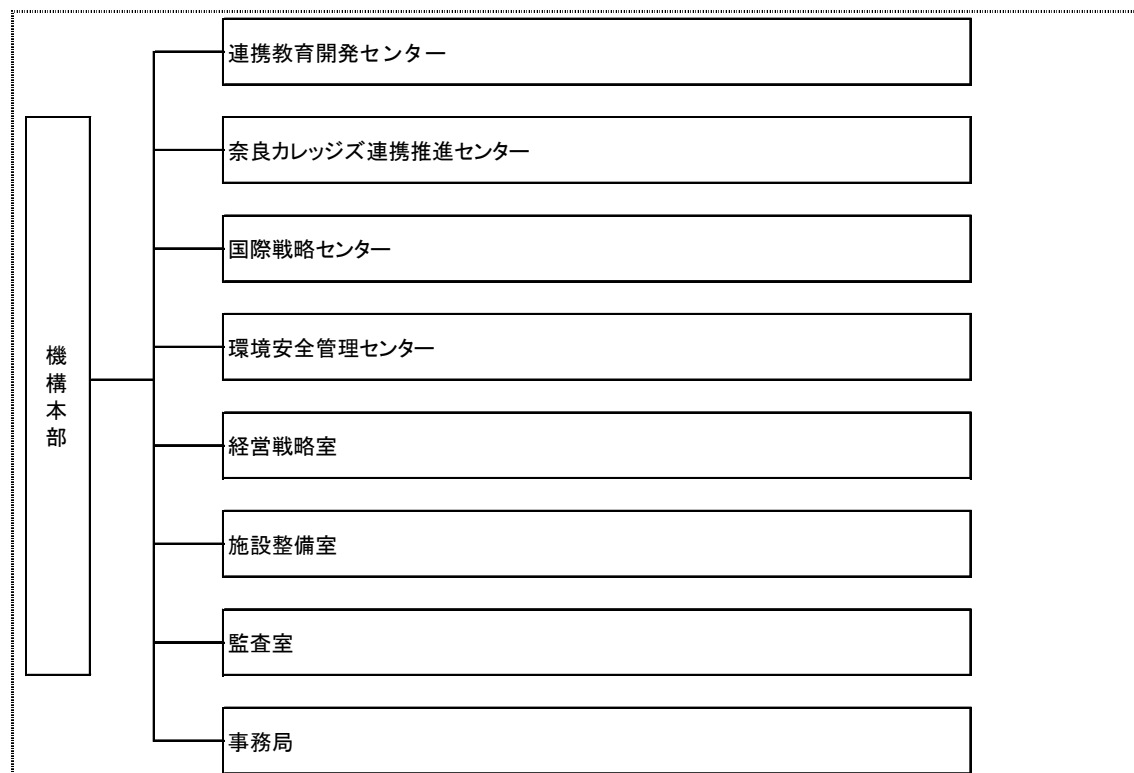 連携教育開発センター
奈良カレッジズ連携推進センター
国際戦略センター
環境安全管理センター
機構本部
経営戦略室
施設整備室
監査室
事務局